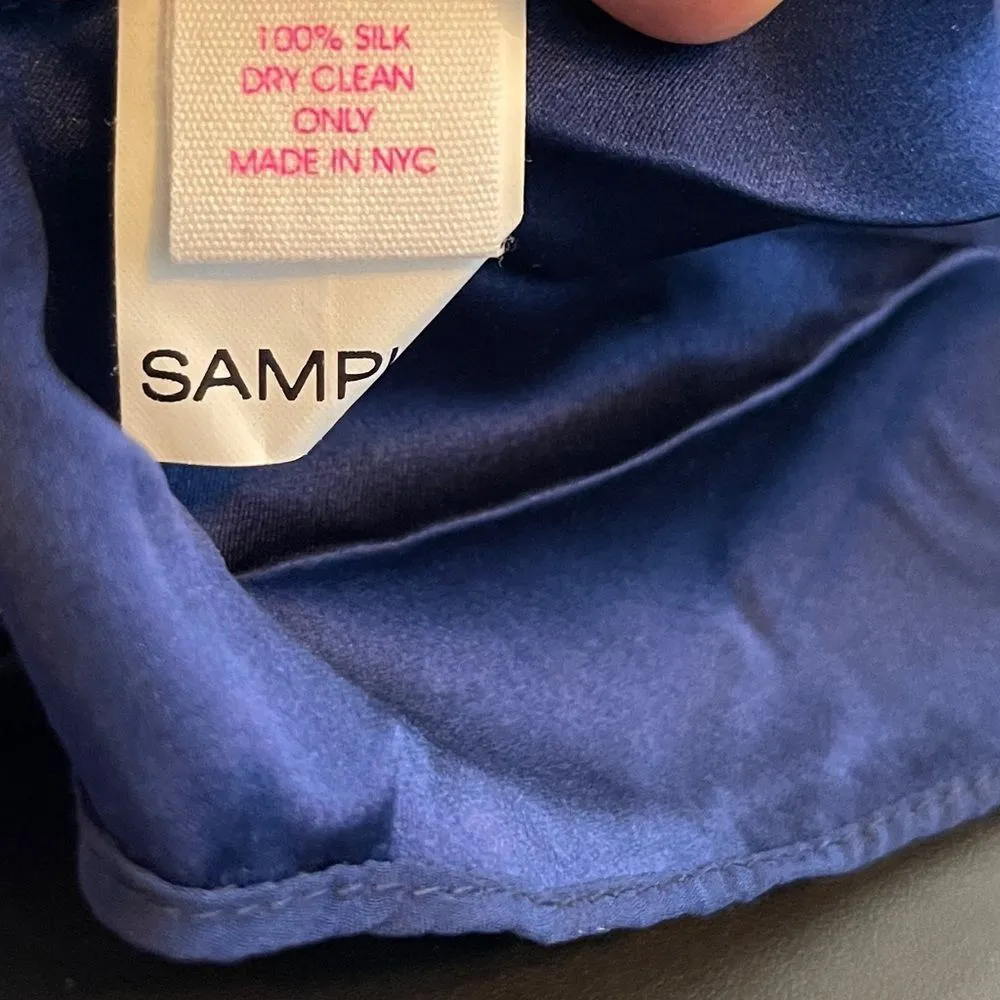 100% SILK
DRY CLEAN
ONLY
MADE IN NYC
SAMP